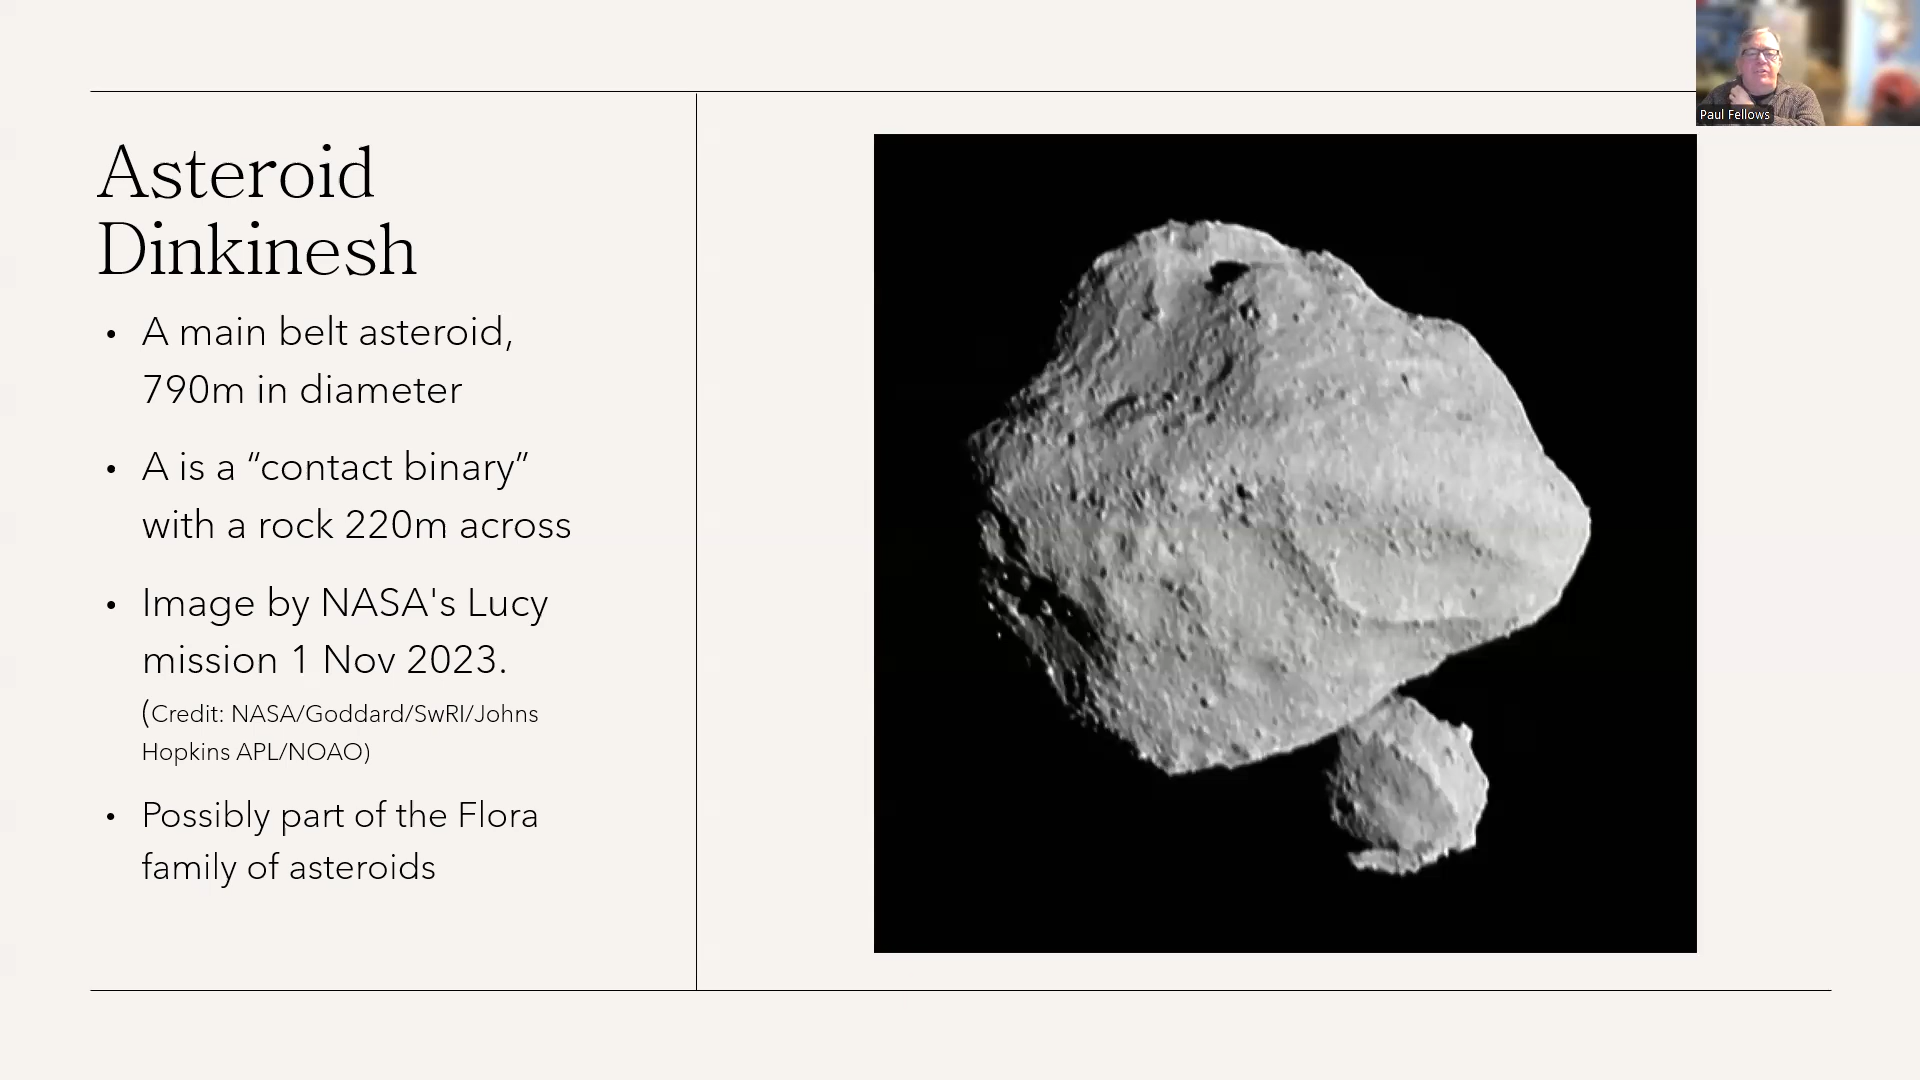 Paul Fellows
Asteroid
Dinkinesh
• A main belt asteroid,
790m in diameter
• A is a “contact binary”
with a rock 220m across
• Image by NASA's Lucy
mission 1 Nov 2023.
(Credit: NASA/Goddard/SwRI/Johns
Hopkins APL/NOAO)
• Possibly part of the Flora
family of asteroids